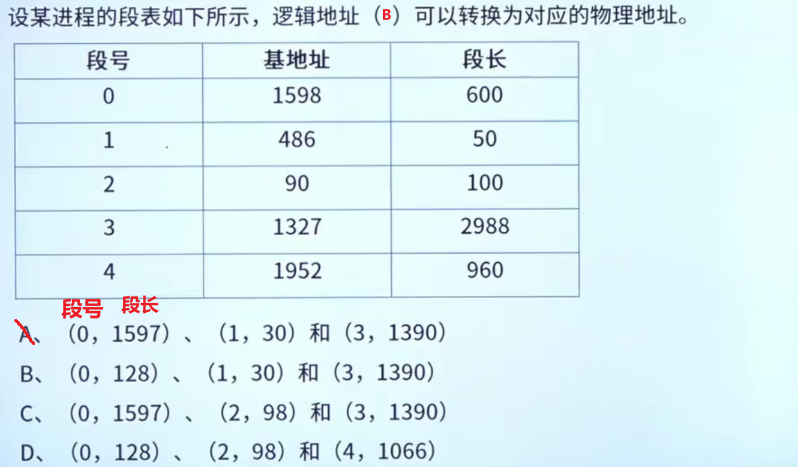 设某进程的段表如下所示，逻辑地址（B）可以转换为对应的物理地址。
段号 基地址 段长
0 1598 600
1 486 50
2 90 100
3 1327 2988
4 1952 960
段号 段长
A、（0，1597）、（1，30）和（3，1390）
B、（0，128）、（1，30）和（3，1390）
C、（0，1597）、（2，98）和（3，1390）
D、（0，128）、（2，98）和（4，1066）